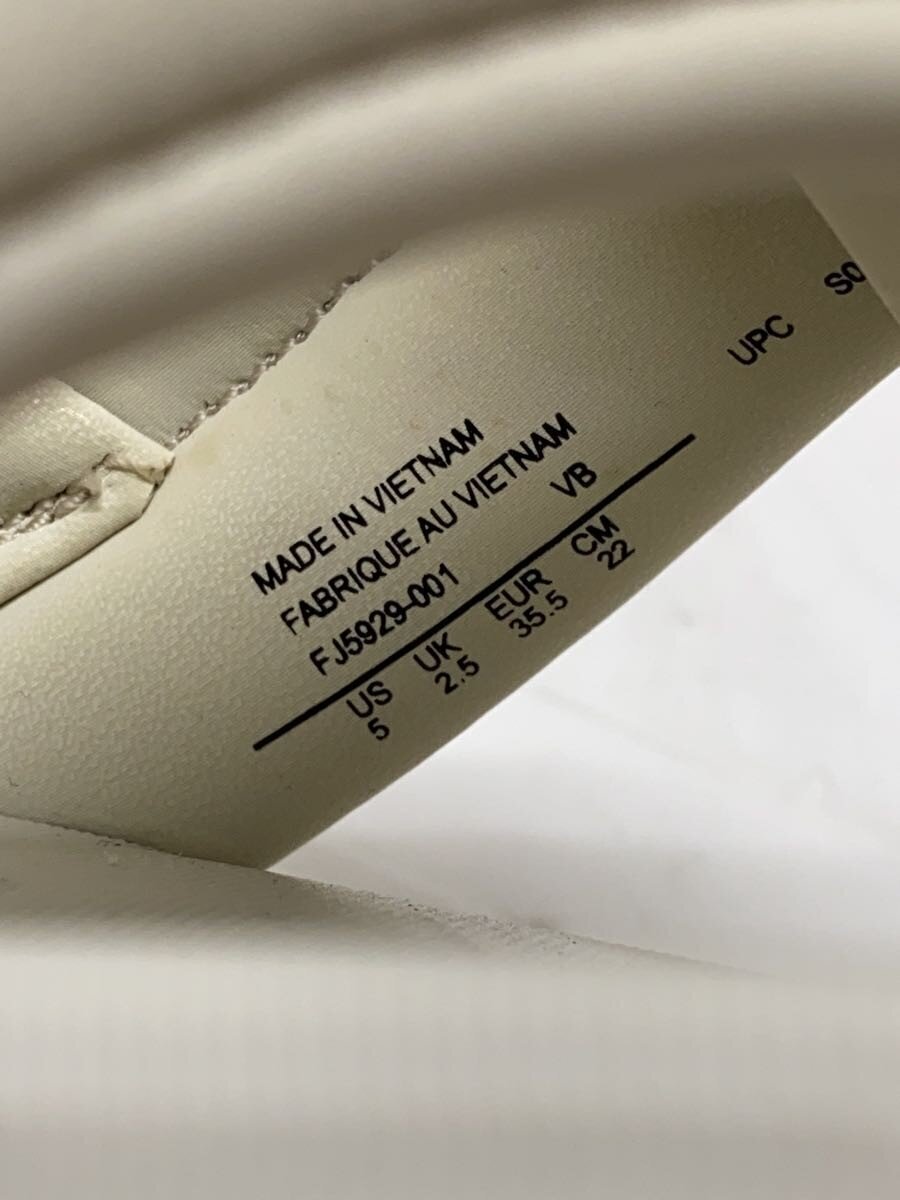 MADE IN VIETNAM
FABRIQUE AU VIETNAM
FJ5929-001 VB
US UK EUR CM
5 2.5 35.5 22
UPC